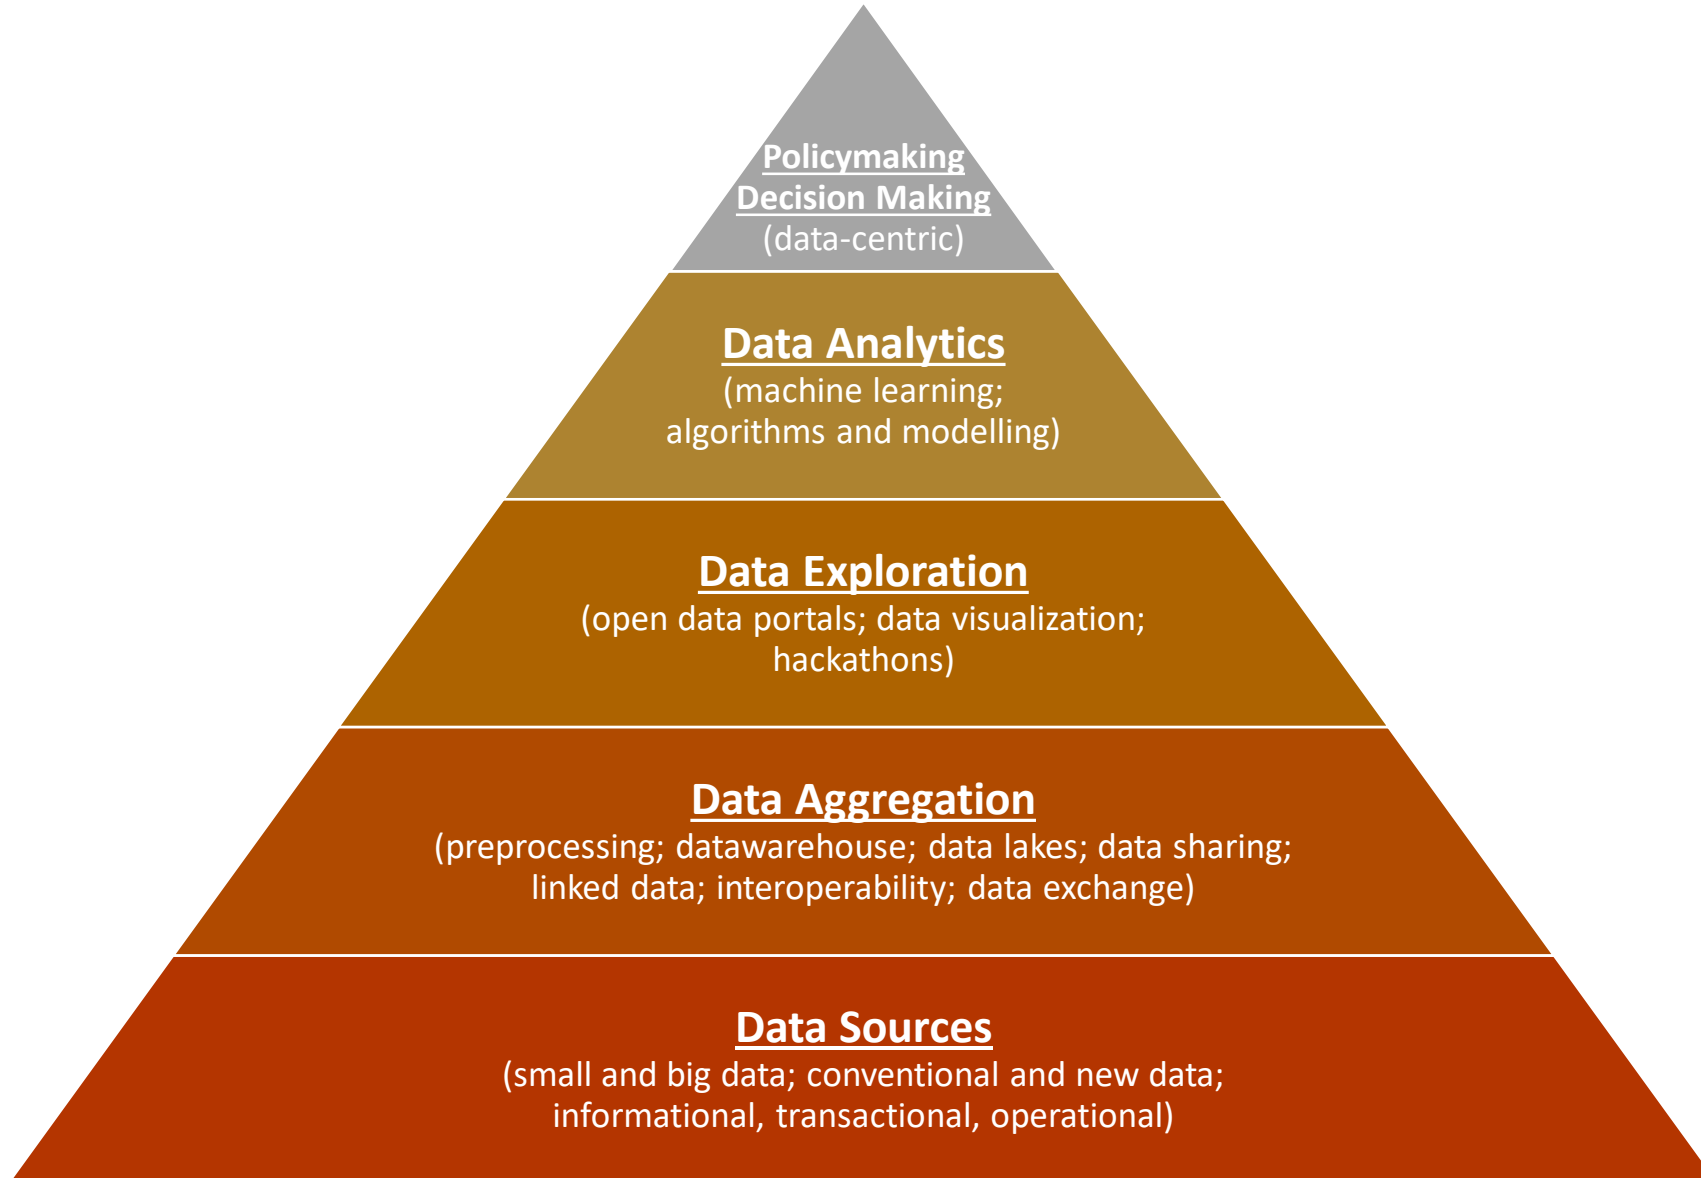 Policymaking
Decision Making
(data-centric)
Data Analytics
(machine learning;
algorithms and modelling)
Data Exploration
(open data portals; data visualization;
hackathons)
Data Aggregation
(preprocessing; datawarehouse; data lakes; data sharing;
linked data; interoperability; data exchange)
Data Sources
(small and big data; conventional and new data;
informational, transactional, operational)